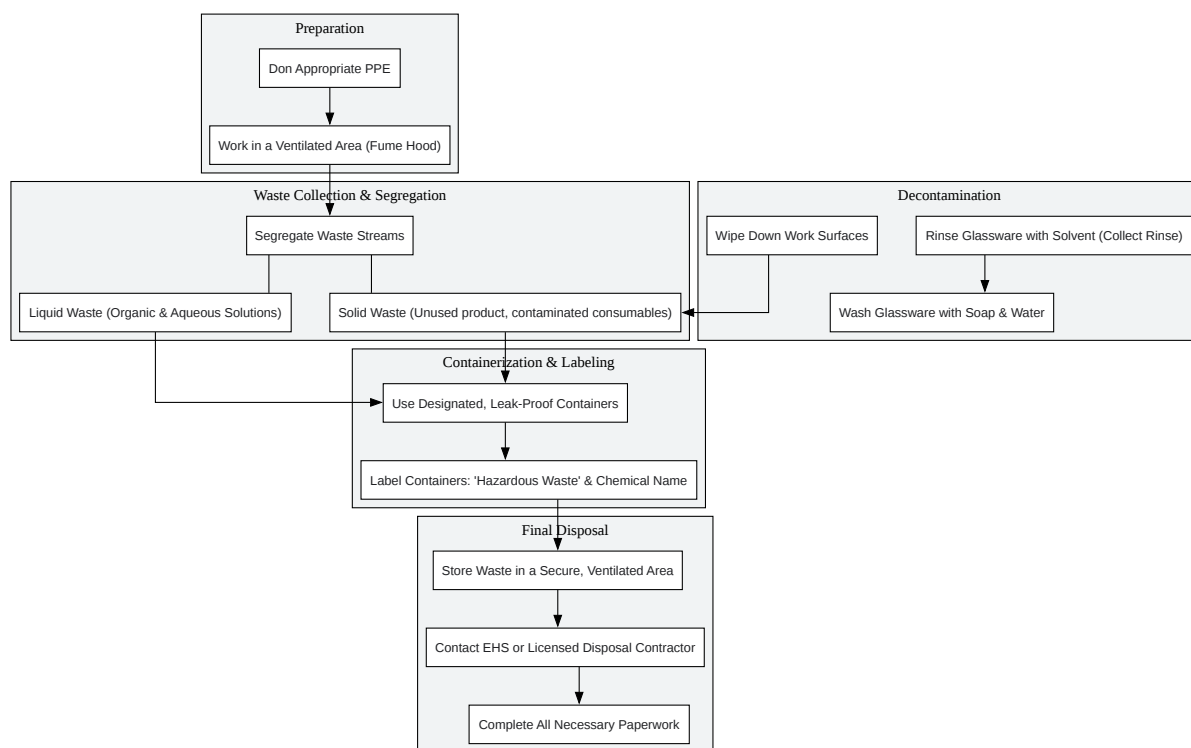 Preparation
Don Appropriate PPE
Work in a Ventilated Area (Fume Hood)
Waste Collection & Segregation
Segregate Waste Streams
Liquid Waste (Organic & Aqueous Solutions)
Solid Waste (Unused product, contaminated consumables)
Decontamination
Wipe Down Work Surfaces
Rinse Glassware with Solvent (Collect Rinse)
Wash Glassware with Soap & Water
Containerization & Labeling
Use Designated, Leak-Proof Containers
Label Containers: 'Hazardous Waste' & Chemical Name
Final Disposal
Store Waste in a Secure, Ventilated Area
Contact EHS or Licensed Disposal Contractor
Complete All Necessary Paperwork